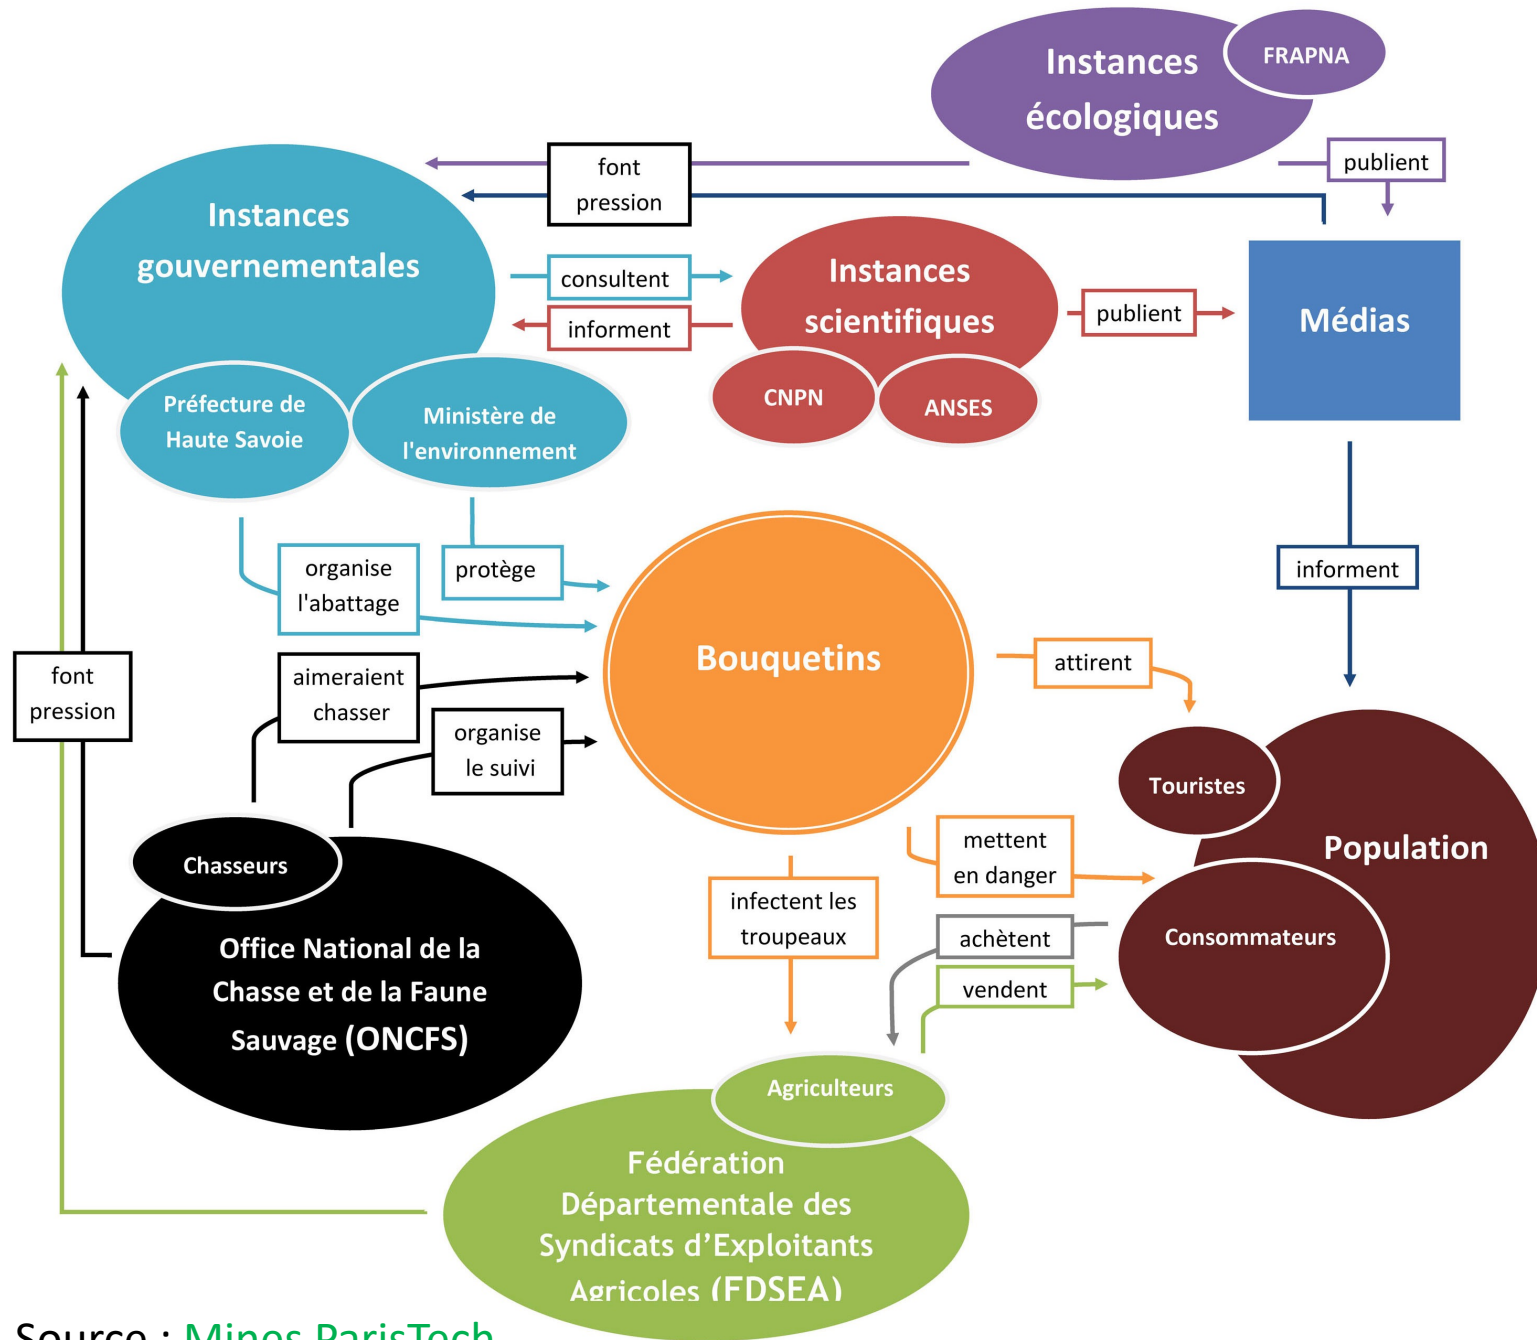 Instances
écologiques
FRAPNA
font
pression
publient
Instances
gouvernementales
consultent
informent
Instances
scientifiques
publient
Médias
CNPN
ANSES
Préfecture de
Haute Savoie
Ministère de
l'environnement
organise
l'abattage
protège
informent
Bouquetins
attirent
font
pression
aimeraient
chasser
organise
le suivi
Touristes
Population
mettent
en danger
Chasseurs
infectent les
troupeaux
achètent
Consommateurs
vendent
Office National de la
Chasse et de la Faune
Sauvage (ONCFS)
Agriculteurs
Fédération
Départementale des
Syndicats d’Exploitants
Agricoles (FDSEA)
Source : Mines ParisTech